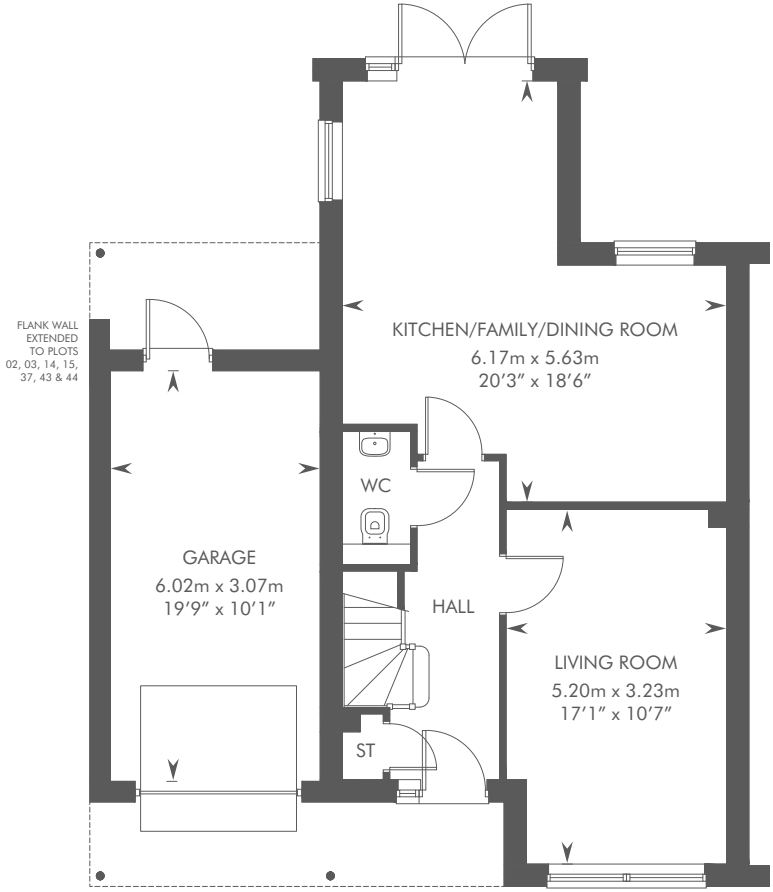 FLANK WALL
EXTENDED
TO PLOTS
02, 03, 14, 15,
37, 43 & 44
KITCHEN/FAMILY/DINING ROOM
6.17m x 5.63m
20’3” x 18’6”
WC
GARAGE
6.02m x 3.07m
19’9” x 10’1”
HALL
LIVING ROOM
5.20m x 3.23m
17’1” x 10’7”
ST